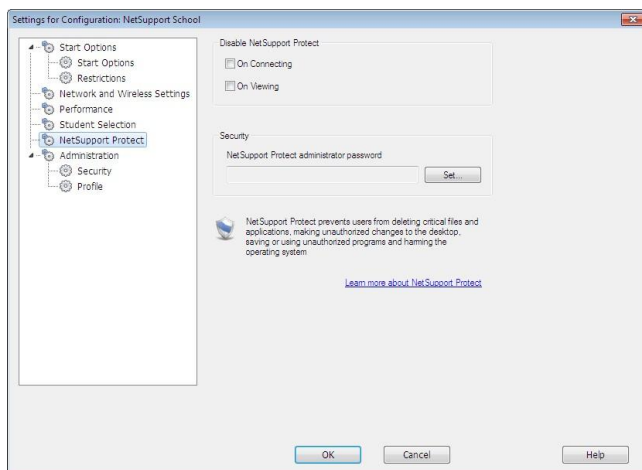 Settings for Configuration: NetSupport School
Start Options
Start Options
Restrictions
Network and Wireless Settings
Performance
Student Selection
NetSupport Protect
Administration
Security
Profile
Disable NetSupport Protect
On Connecting
On Viewing
Security
NetSupport Protect administrator password
Set...
NetSupport Protect prevents users from deleting critical files and
applications, making unauthorized changes to the desktop,
saving or using unauthorized programs and harming the
operating system
Learn more about NetSupport Protect
OK
Cancel
Help